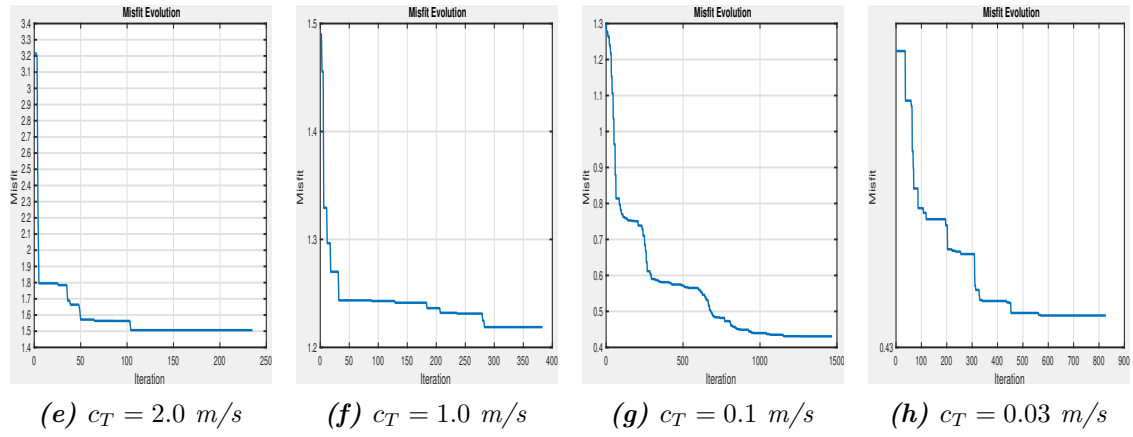 Misfit Evolution
Misfit
3.4
3.3
3.2
3.1
3
2.9
2.8
2.7
2.6
2.5
2.4
2.3
2.2
2.1
2
1.9
1.8
1.7
1.6
1.5
1.4
0 50 100 150 200 250
Iteration
(e) c_T = 2.0 m/s
Misfit Evolution
Misfit
1.5
1.4
1.3
1.2
0 50 100 150 200 250 300 350 400
Iteration
(f) c_T = 1.0 m/s
Misfit Evolution
Misfit
1.3
1.2
1.1
1
0.9
0.8
0.7
0.6
0.5
0.4
0 500 1000 1500
Iteration
(g) c_T = 0.1 m/s
Misfit Evolution
Misfit
0.43
0 100 200 300 400 500 600 700 800 900
Iteration
(h) c_T = 0.03 m/s